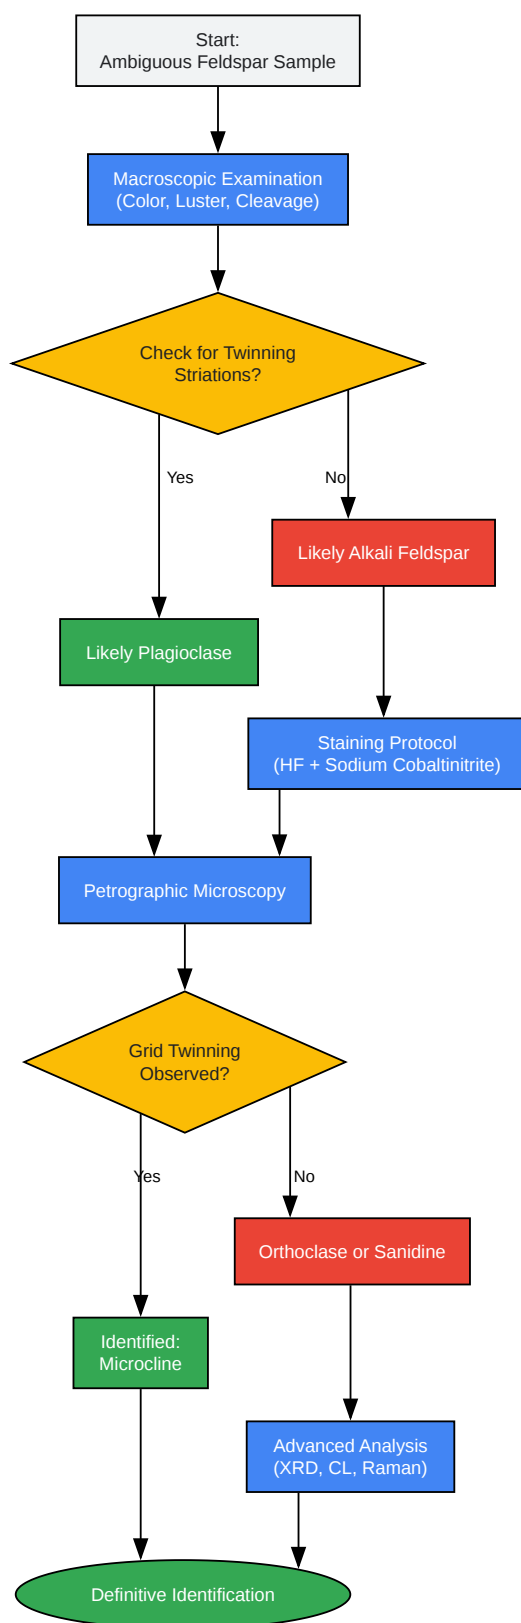 Start:
Ambiguous Feldspar Sample
Macroscopic Examination
(Color, Luster, Cleavage)
Check for Twinning
Striations?
Yes
No
Likely Alkali Feldspar
Likely Plagioclase
Staining Protocol
(HF + Sodium Cobaltinitrite)
Petrographic Microscopy
Grid Twinning
Observed?
Yes
No
Orthoclase or Sanidine
Identified:
Microcline
Advanced Analysis
(XRD, CL, Raman)
Definitive Identification